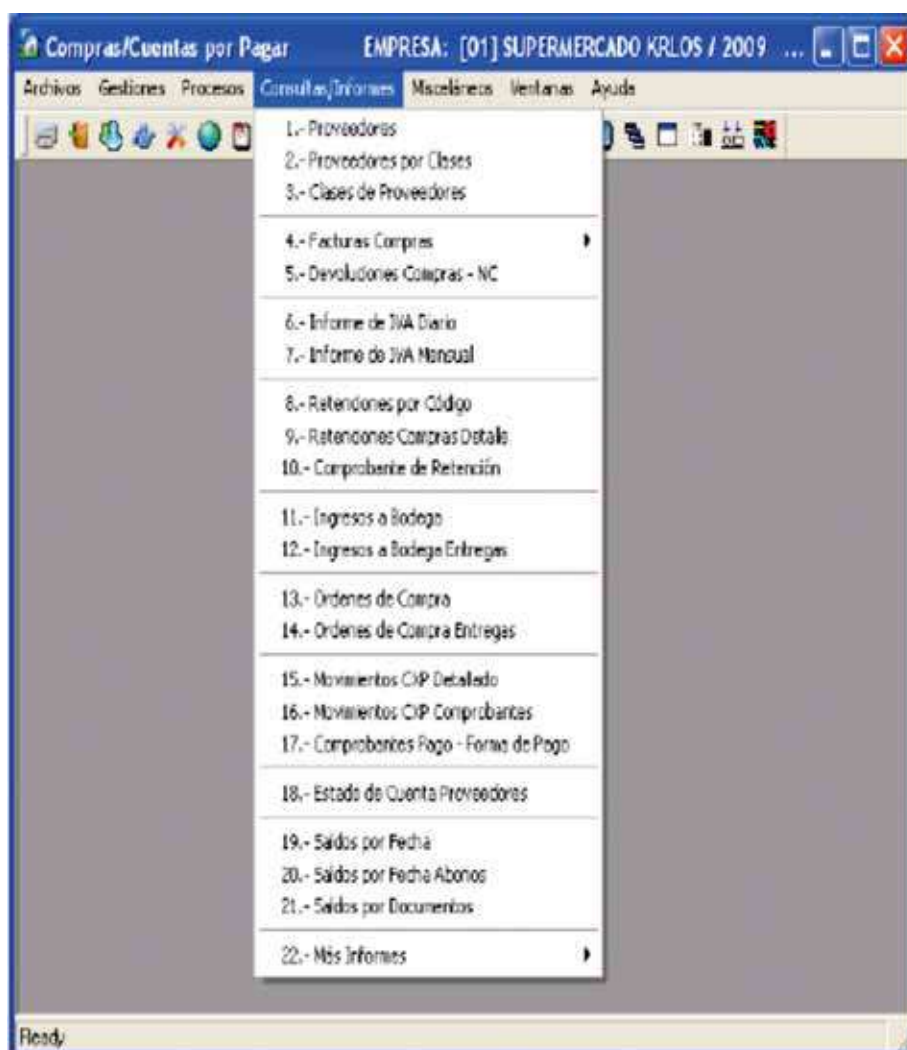 Compras/Cuentas por Pagar EMPRESA: [01] SUPERMERCADO KRLOS / 2009 ...
Archivos Gestiones Procesos Consultas/Informes Misceláneos Ventanas Ayuda
1.- Proveedores
2.- Proveedores por Clases
3.- Clases de Proveedores
4.- Facturas Compras
5.- Devoluciones Compras - NC
6.- Informe de IVA Diario
7.- Informe de IVA Mensual
8.- Retenciones por Código
9.- Retenciones Compras Detalle
10.- Comprobante de Retención
11.- Ingresos a Bodega
12.- Ingresos a Bodega Entregas
13.- Ordenes de Compra
14.- Ordenes de Compra Entregas
15.- Movimientos CXP Detallado
16.- Movimientos CXP Comprobantes
17.- Comprobantes Pago - Forma de Pago
18.- Estado de Cuenta Proveedores
19.- Saldos por Fecha
20.- Saldos por Fecha Abonos
21.- Saldos por Documentos
22.- Más Informes
Ready